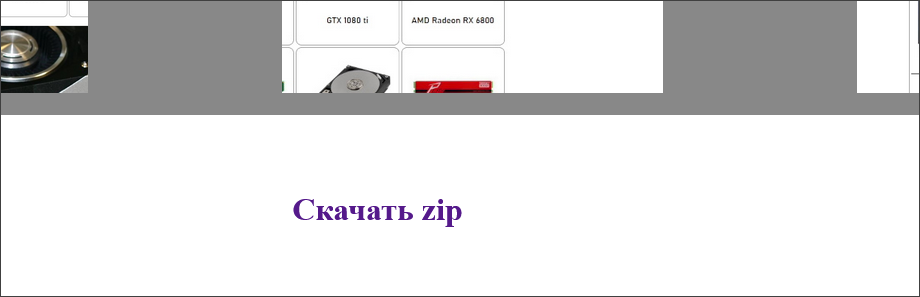 GTX 1080 ti
AMD Radeon RX 6800
Скачать zip